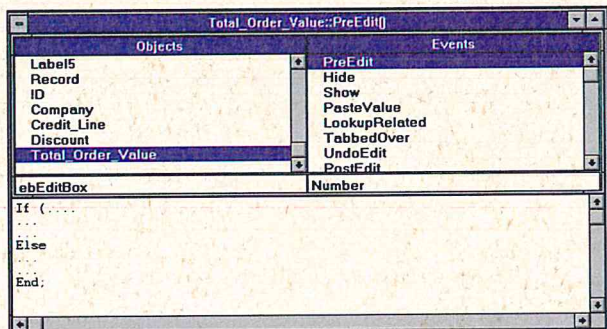 Total_Order_Value::PreEdit[]
Objects
Label5
Record
ID
Company
Credit_Line
Discount
Total_Order_Value
Events
PreEdit
Hide
Show
PasteValue
LookupRelated
TabbedOver
UndoEdit
PostEdit
ebEditBox
Number
If (....
...
...
Else
...
...
End;